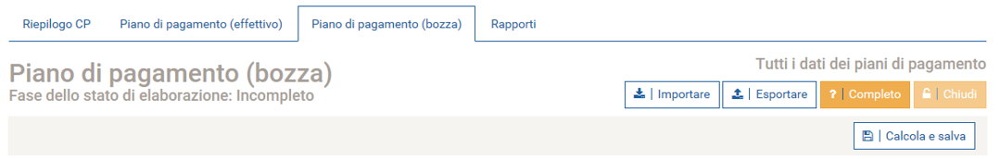 Riepilogo CP Piano di pagamento (effettivo) Piano di pagamento (bozza) Rapporti
Piano di pagamento (bozza)
Fase dello stato di elaborazione: Incompleto
Tutti i dati dei piani di pagamento
Importare Esportare ? Completo Chiudi
Calcola e salva